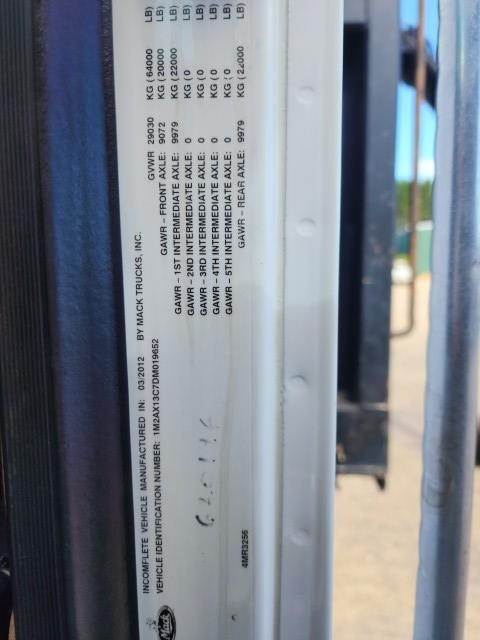 INCOMPLETE VEHICLE MANUFACTURED IN: 03/2012 BY MACK TRUCKS, INC.
VEHICLE IDENTIFICATION NUMBER: 1M2AX13C7DM019652
GVWR 29030 KG (64000 LB)
GAWR - FRONT AXLE: 9072 KG (20000 LB)
GAWR - 1ST INTERMEDIATE AXLE: 9979 KG (22000 LB)
GAWR - 2ND INTERMEDIATE AXLE: 0 KG (0 LB)
GAWR - 3RD INTERMEDIATE AXLE: 0 KG (0 LB)
GAWR - 4TH INTERMEDIATE AXLE: 0 KG (0 LB)
GAWR - 5TH INTERMEDIATE AXLE: 0 KG (0 LB)
GAWR - REAR AXLE: 9979 KG (22000 LB)
Mack
4MR3256